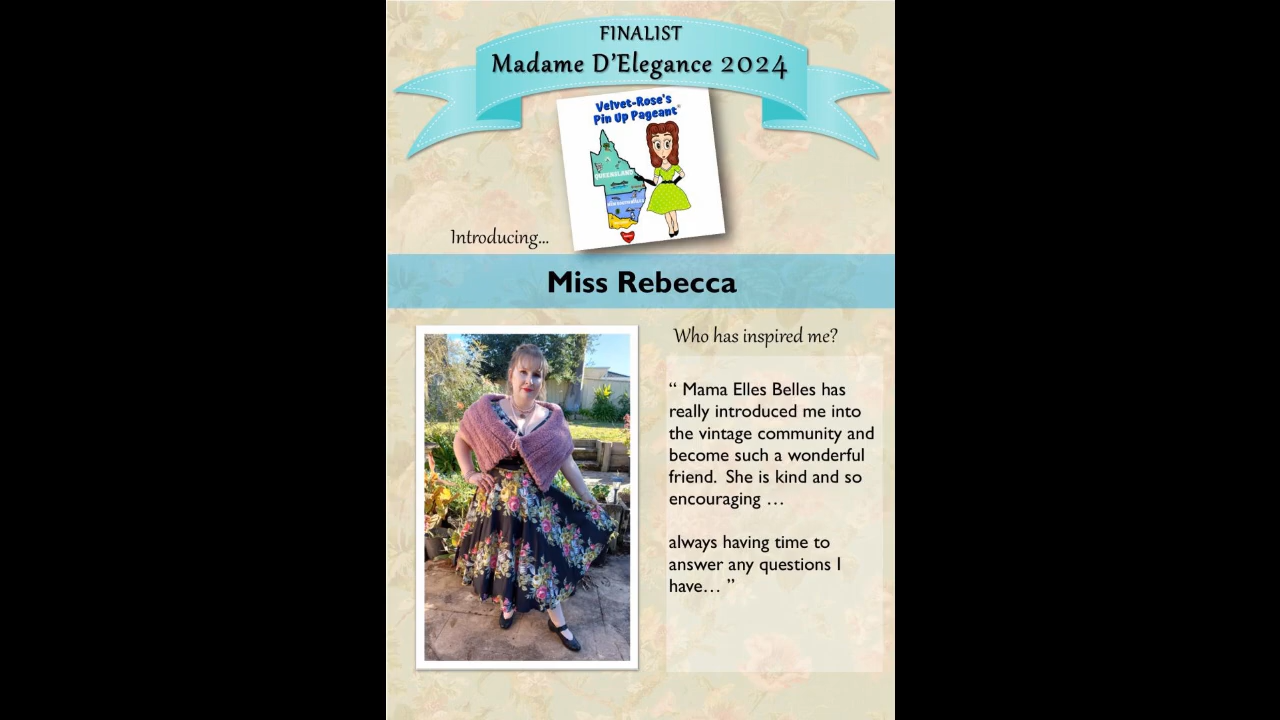 FINALIST
Madame D'Elegance 2024
Velvet-Rose's
Pin Up Pageant®
QUEENSLAND
Introducing...
Miss Rebecca
Who has inspired me?
“ Mama Elles Belles has
really introduced me into
the vintage community and
become such a wonderful
friend.  She is kind and so
encouraging …
always having time to
answer any questions I
have… ”